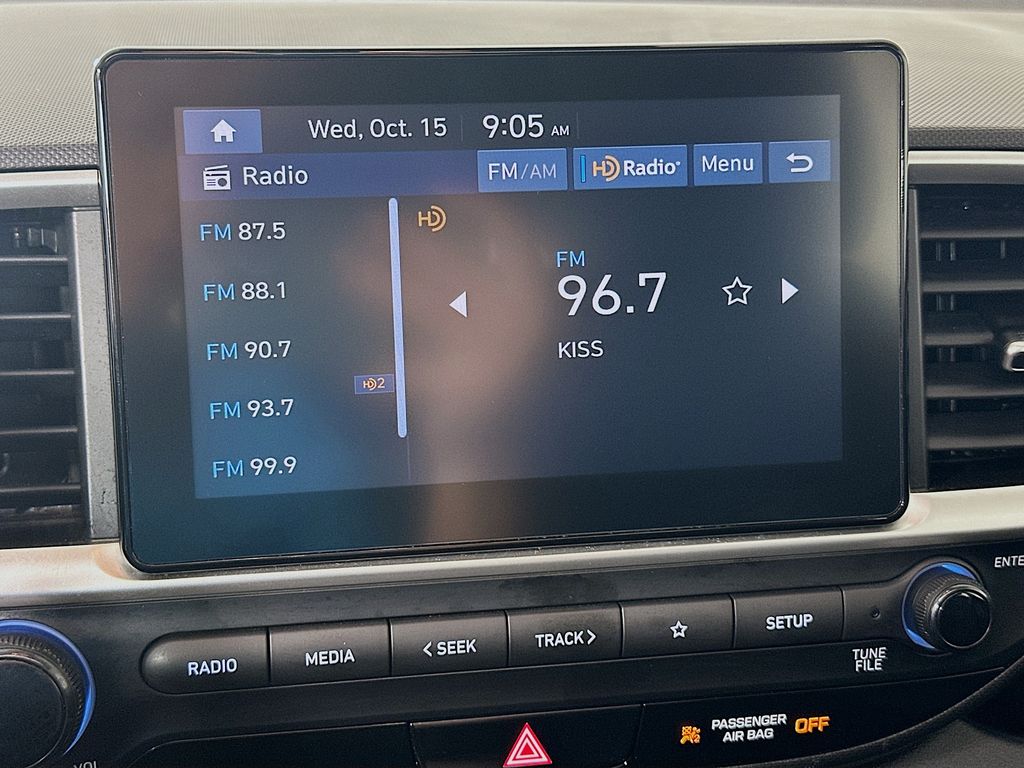 Wed, Oct. 15 9:05 AM
Radio FM/AM HD Radio Menu
FM 87.5
FM 88.1
FM 90.7
HD2
FM 93.7
FM 99.9
HD
FM
96.7
KISS
RADIO MEDIA < SEEK TRACK > SETUP
TUNE
FILE
ENTE
VOL
PASSENGER
AIR BAG OFF